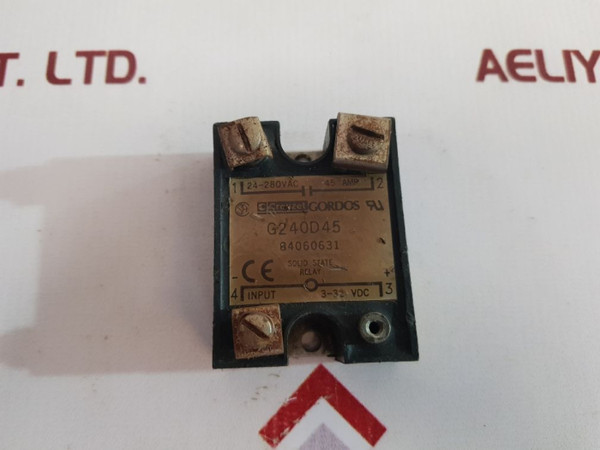 T. LTD.
AELIY
1 24-280VAC 45 AMP 2
Crouzet GORDOS
G240D45
84060631
SOLID STATE
CE RELAY
- +
4 INPUT 3-32 VDC 3